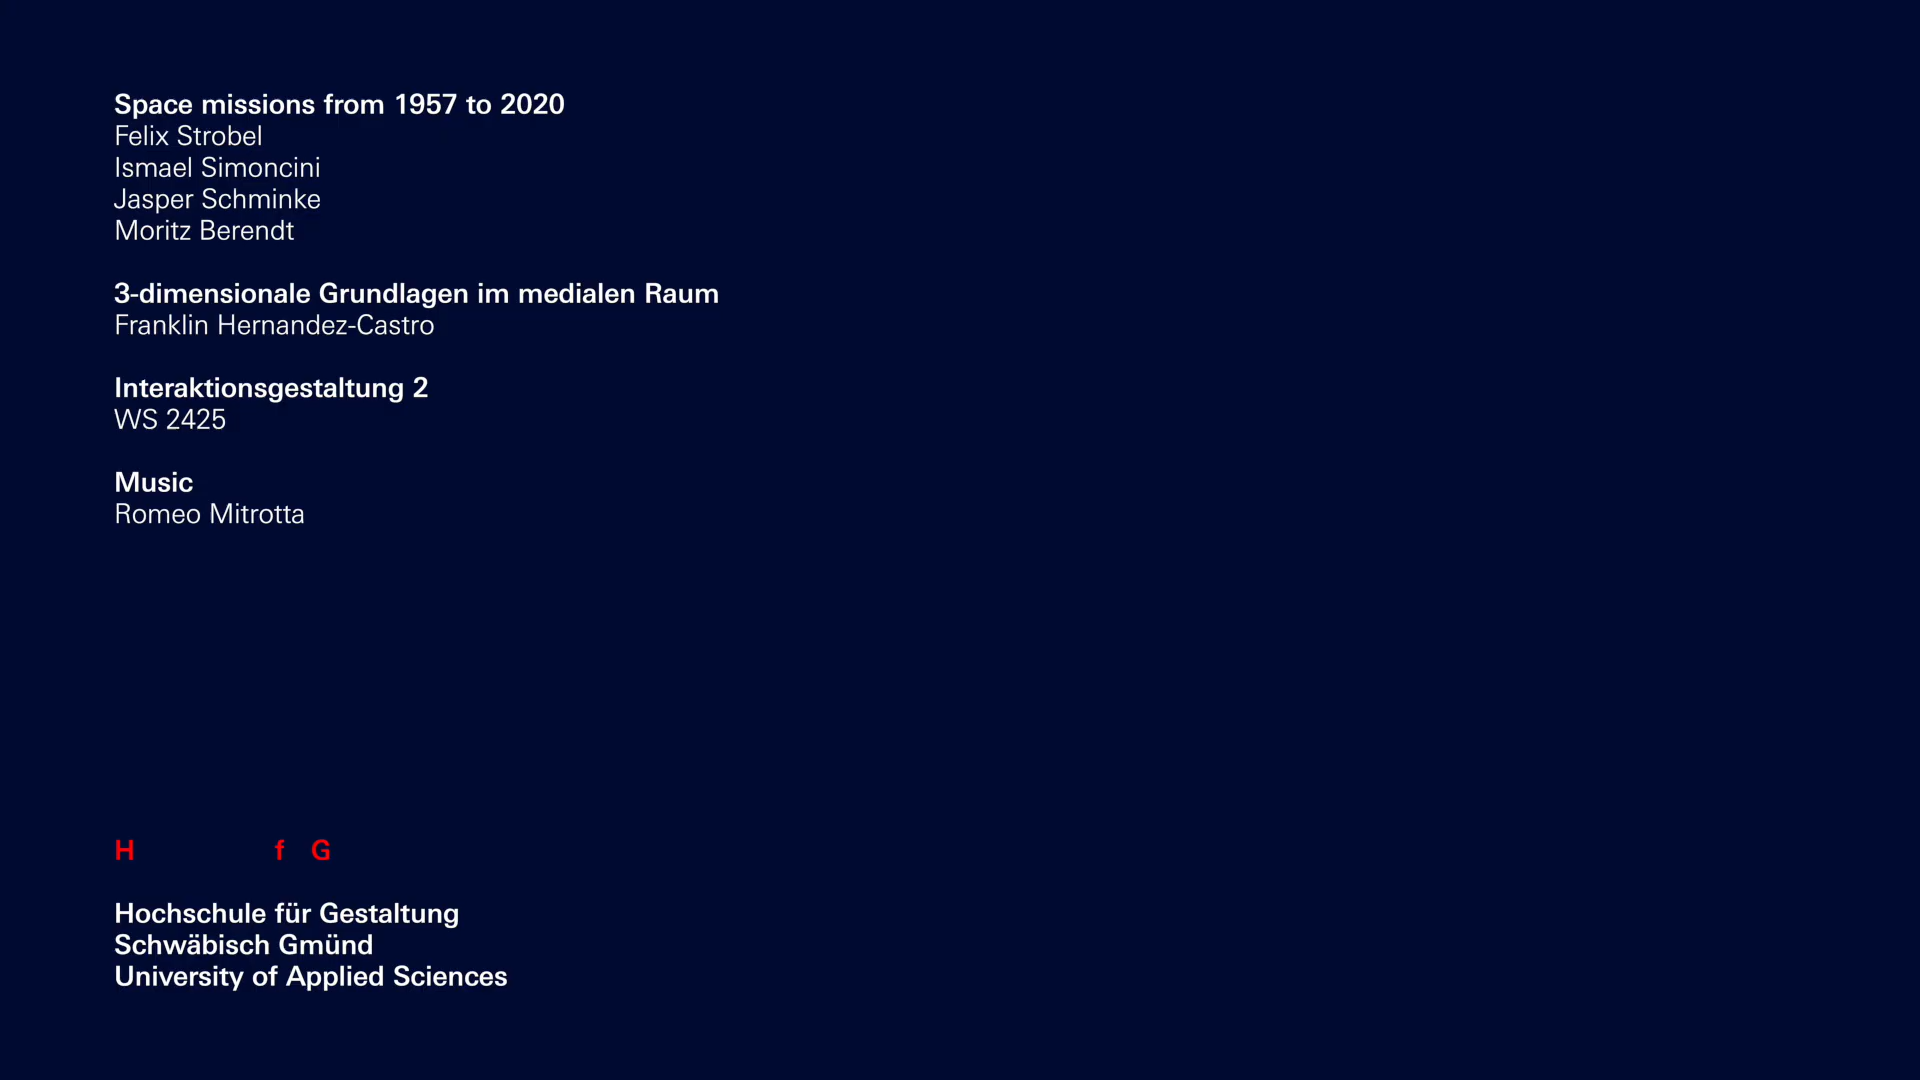 Space missions from 1957 to 2020
Felix Strobel
Ismael Simoncini
Jasper Schminke
Moritz Berendt
3-dimensionale Grundlagen im medialen Raum
Franklin Hernandez-Castro
Interaktionsgestaltung 2
WS 2425
Music
Romeo Mitrotta
H f G
Hochschule für Gestaltung
Schwäbisch Gmünd
University of Applied Sciences